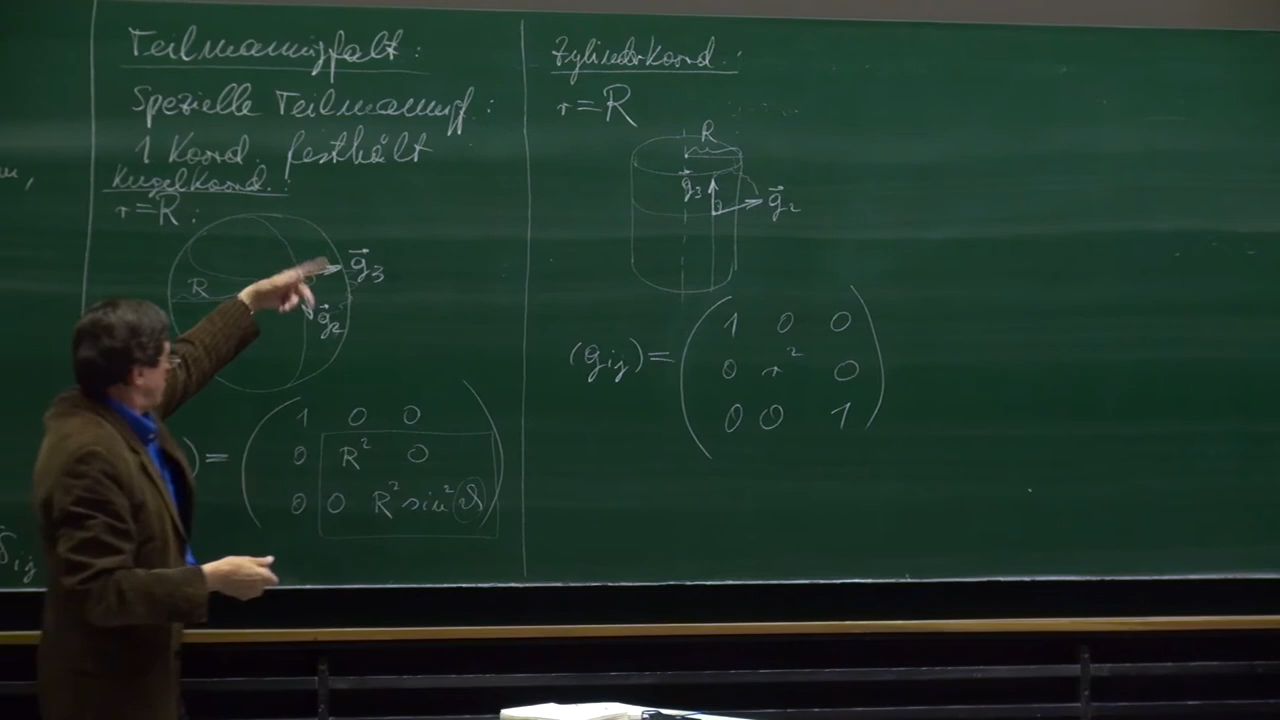 Teilmannigfalt.:
Spezielle Teilmannigf.:
1 Koord. festhält
Kugelkoord.:
r=R:
R
g⃗₃
g⃗₂
) = ( 1 0 0
0 R² 0
0 0 R² sin² ϑ )
ij
Zylinderkoord.:
r=R
R
g⃗₃
g⃗₂
(gᵢⱼ) = ( 1 0 0
0 r² 0
0 0 1 )